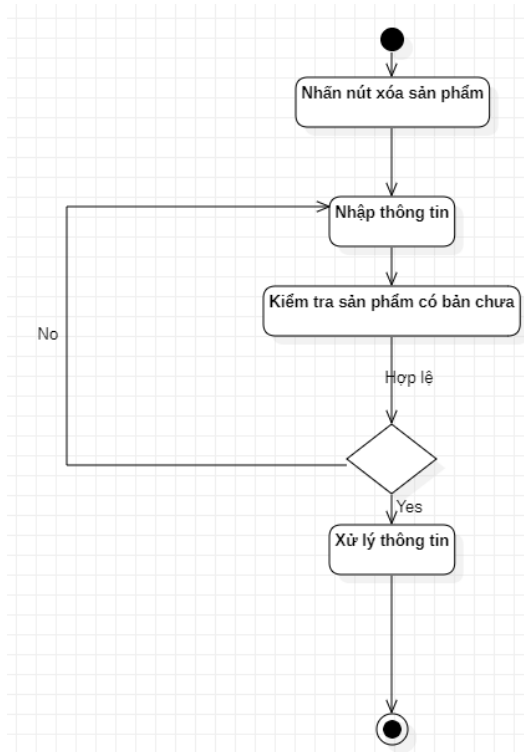 Nhấn nút xóa sản phẩm
Nhập thông tin
Kiểm tra sản phẩm có bản chưa
No
Hợp lệ
Yes
Xử lý thông tin